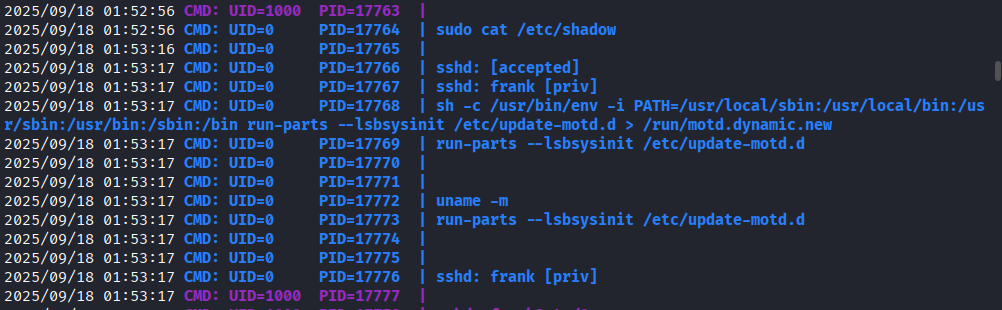 2025/09/18 01:52:56 CMD: UID=1000  PID=17763  |
2025/09/18 01:52:56 CMD: UID=0     PID=17764  | sudo cat /etc/shadow
2025/09/18 01:53:16 CMD: UID=0     PID=17765  |
2025/09/18 01:53:17 CMD: UID=0     PID=17766  | sshd: [accepted]
2025/09/18 01:53:17 CMD: UID=0     PID=17767  | sshd: frank [priv]
2025/09/18 01:53:17 CMD: UID=0     PID=17768  | sh -c /usr/bin/env -i PATH=/usr/local/sbin:/usr/local/bin:/us
r/sbin:/usr/bin:/sbin:/bin run-parts --lsbsysinit /etc/update-motd.d > /run/motd.dynamic.new
2025/09/18 01:53:17 CMD: UID=0     PID=17769  | run-parts --lsbsysinit /etc/update-motd.d
2025/09/18 01:53:17 CMD: UID=0     PID=17770  |
2025/09/18 01:53:17 CMD: UID=0     PID=17771  |
2025/09/18 01:53:17 CMD: UID=0     PID=17772  | uname -m
2025/09/18 01:53:17 CMD: UID=0     PID=17773  | run-parts --lsbsysinit /etc/update-motd.d
2025/09/18 01:53:17 CMD: UID=0     PID=17774  |
2025/09/18 01:53:17 CMD: UID=0     PID=17775  |
2025/09/18 01:53:17 CMD: UID=0     PID=17776  | sshd: frank [priv]
2025/09/18 01:53:17 CMD: UID=1000  PID=17777  |